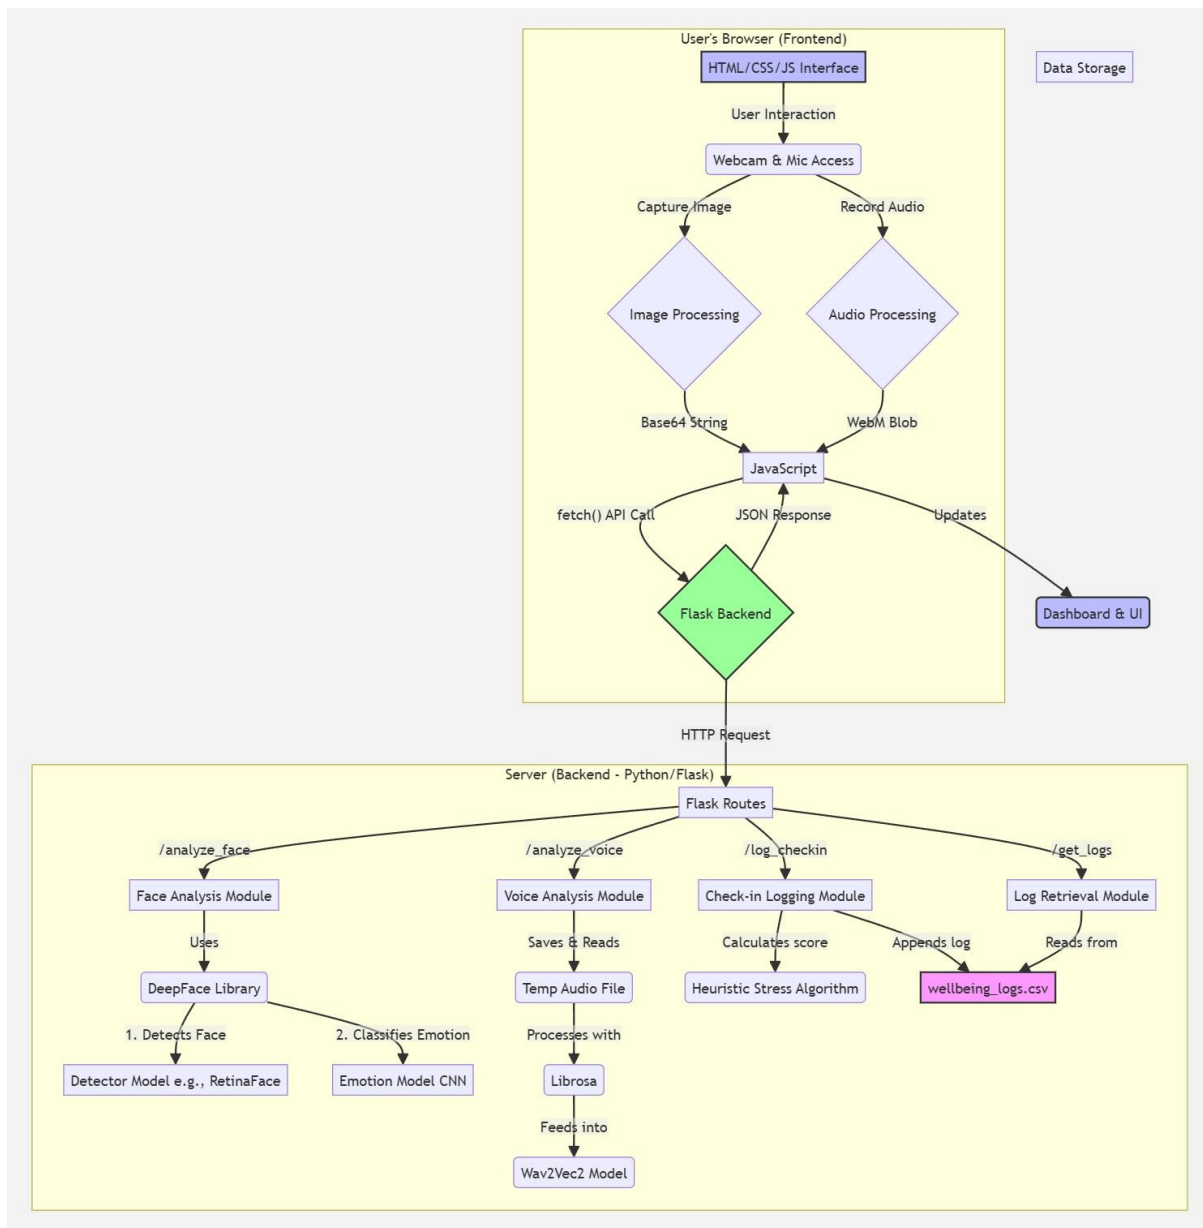 User's Browser (Frontend)
HTML/CSS/JS Interface
Data Storage
User Interaction
Webcam & Mic Access
Capture Image
Record Audio
Image Processing
Audio Processing
Base64 String
WebM Blob
JavaScript
fetch() API Call
JSON Response
Updates
Flask Backend
Dashboard & UI
HTTP Request
Server (Backend - Python/Flask)
Flask Routes
/analyze_face
/analyze_voice
/log_checkin
/get_logs
Face Analysis Module
Voice Analysis Module
Check-in Logging Module
Log Retrieval Module
Uses
Saves & Reads
Calculates score
Appends log
Reads from
DeepFace Library
Temp Audio File
Heuristic Stress Algorithm
wellbeing_logs.csv
1. Detects Face
2. Classifies Emotion
Processes with
Detector Model e.g., RetinaFace
Emotion Model CNN
Librosa
Feeds into
Wav2Vec2 Model